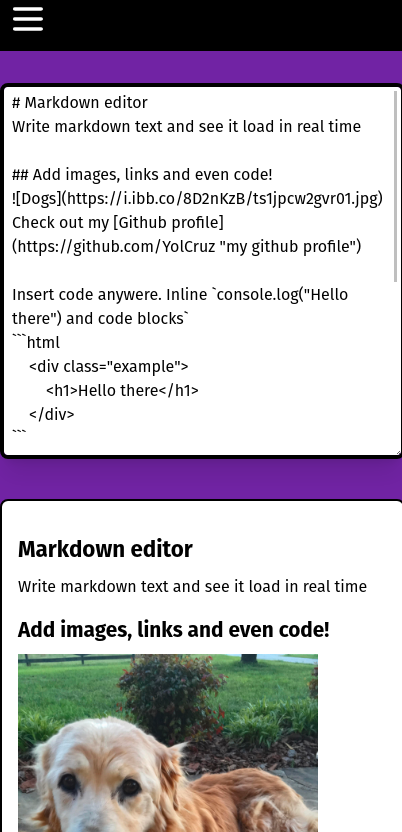 # Markdown editor
Write markdown text and see it load in real time
## Add images, links and even code!
![Dogs](https://i.ibb.co/8D2nKzB/ts1jpcw2gvr01.jpg)
Check out my [Github profile]
(https://github.com/YolCruz "my github profile")
Insert code anywere. Inline `console.log("Hello
there") and code blocks`
```html
<div class="example">
<h1>Hello there</h1>
</div>
```
Markdown editor
Write markdown text and see it load in real time
Add images, links and even code!